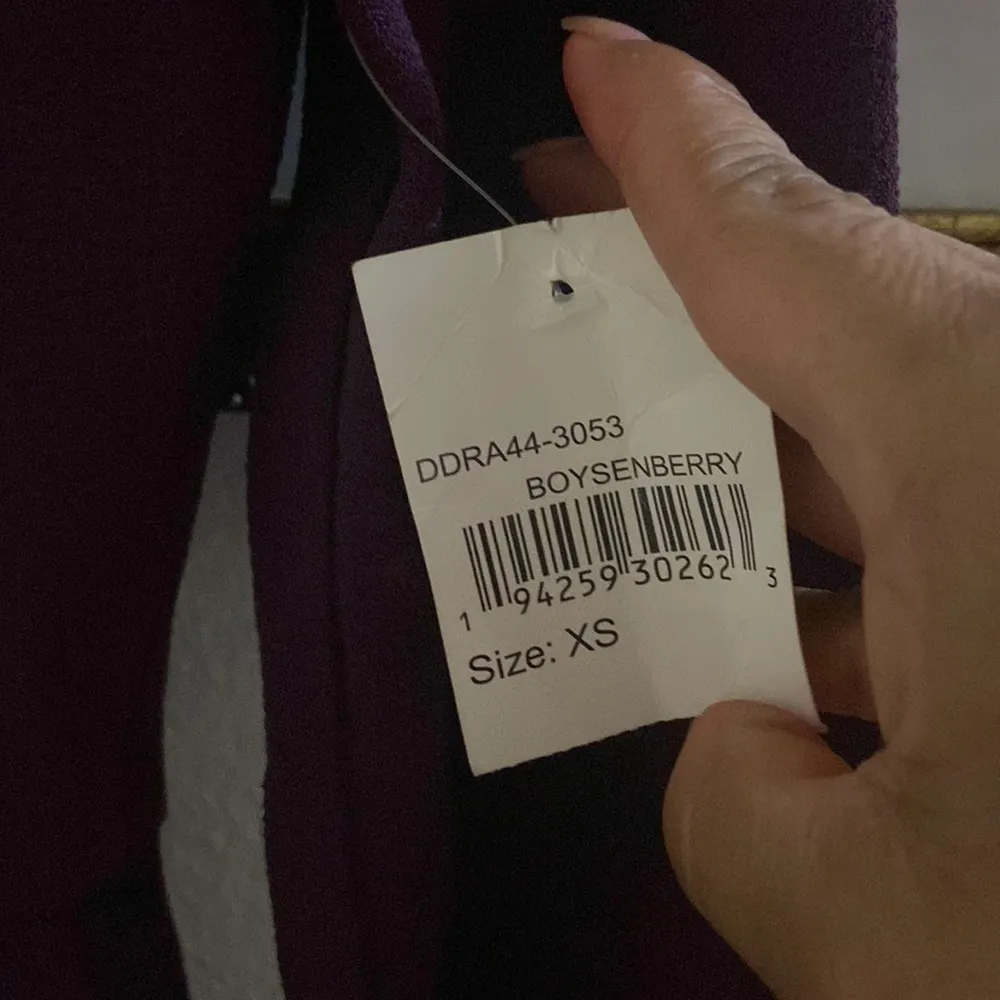 DDRA44-3053
BOYSENBERRY
1 94259 30262 3
Size: XS